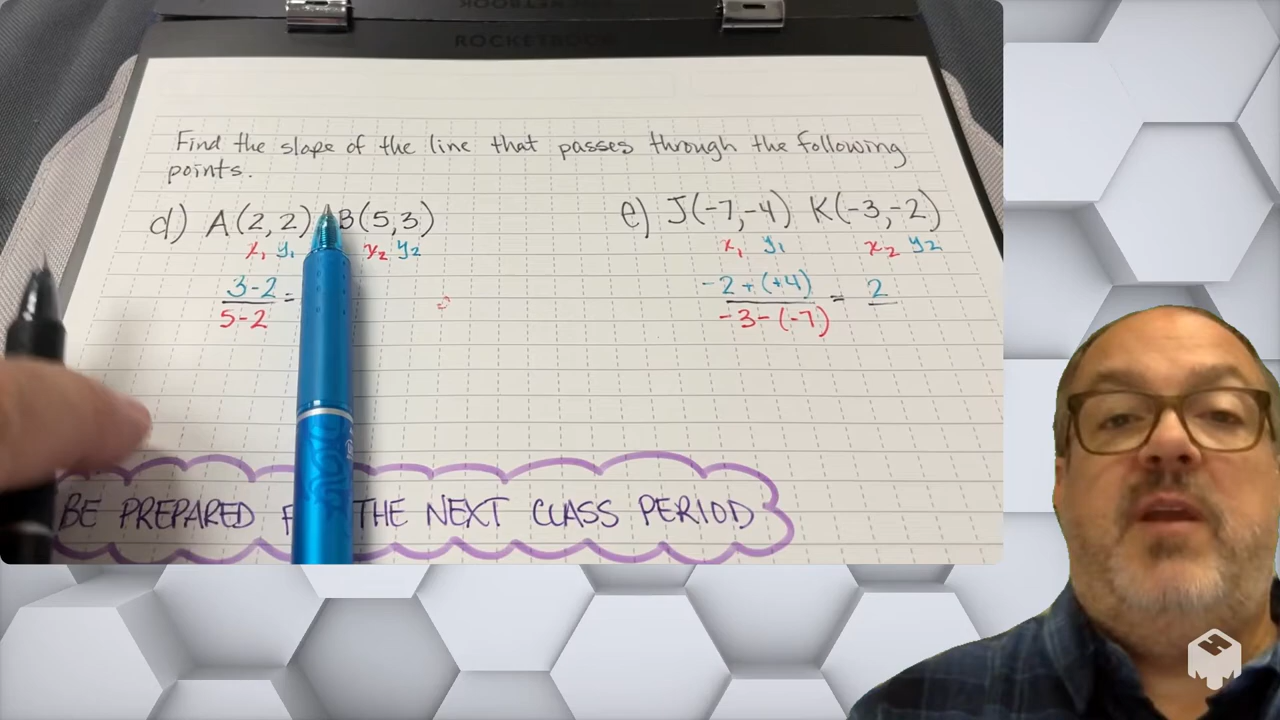 ROCKETBOOK
Find the slope of the line that passes through the following
points.
d) A(2,2) B(5,3)
x₁ y₁ x₂ y₂
3-2
5-2
=
e) J(-7,-4) K(-3,-2)
x₁ y₁ x₂ y₂
-2+(+4) = 2
-3-(-7)
BE PREPARED F THE NEXT CLASS PERIOD